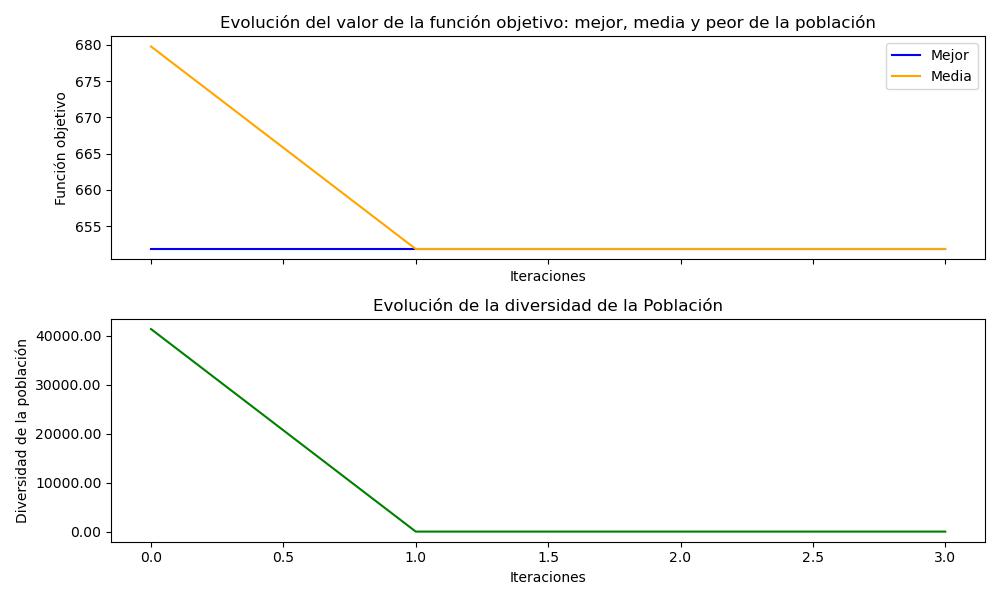 Evolución del valor de la función objetivo: mejor, media y peor de la población
Mejor
Media
680
675
670
665
660
655
Función objetivo
Iteraciones
Evolución de la diversidad de la Población
40000.00
30000.00
20000.00
10000.00
0.00
Diversidad de la población
0.0 0.5 1.0 1.5 2.0 2.5 3.0
Iteraciones